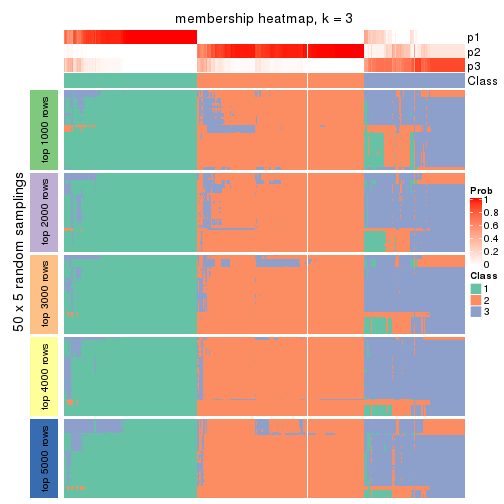 membership heatmap, k = 3
p1
p2
p3
Class
50 x 5 random samplings
top 1000 rows
top 2000 rows
top 3000 rows
top 4000 rows
top 5000 rows
Prob
1
0.8
0.6
0.4
0.2
0
Class
1
2
3